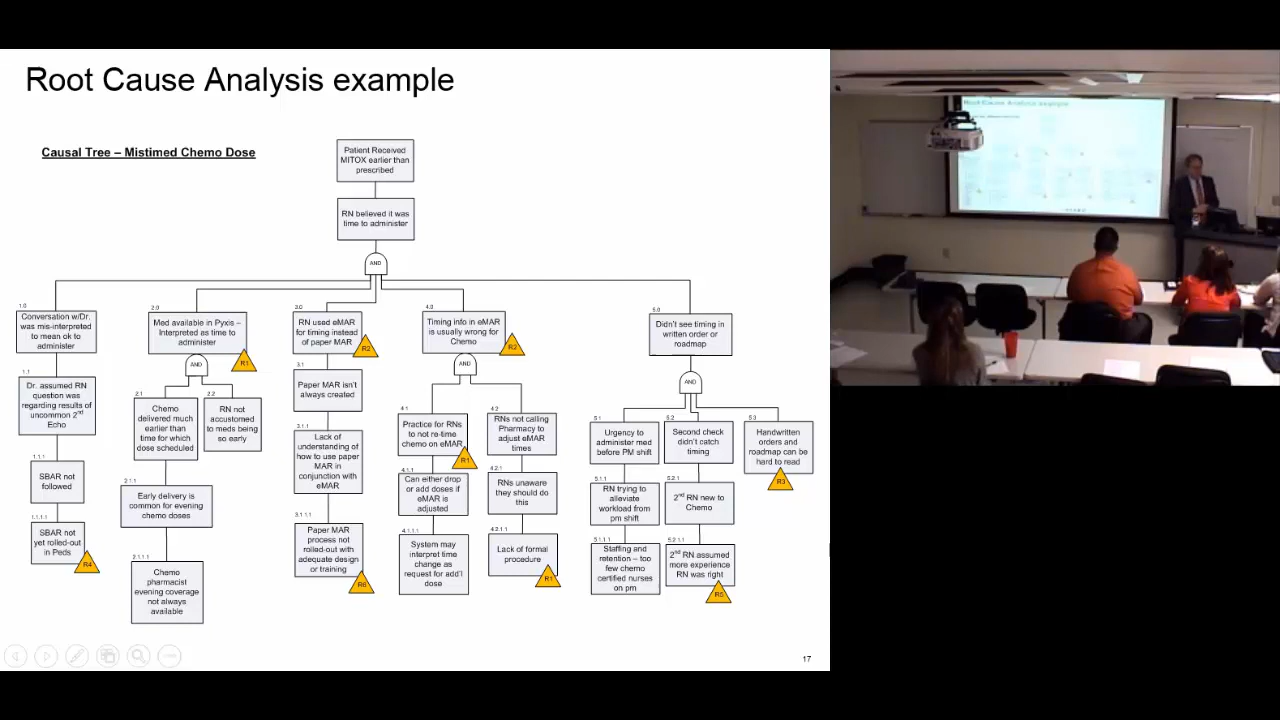 Root Cause Analysis example
Causal Tree – Mistimed Chemo Dose
Patient Received
MITOX earlier than
prescribed
RN believed it was
time to administer
AND
1.0
Conversation w/Dr.
was mis-interpreted
to mean ok to
administer
1.1
Dr. assumed RN
question was
regarding results of
uncommon 2nd
Echo
1.1.1
SBAR not
followed
1.1.1.1
SBAR not
yet rolled-out
in Peds
R4
2.0
Med available in Pyxis –
Interpreted as time to
administer
R1
AND
2.1
Chemo
delivered much
earlier than
time for which
dose scheduled
2.2
RN not
accustomed
to meds being
so early
2.1.1
Early delivery is
common for evening
chemo doses
2.1.1.1
Chemo
pharmacist
evening coverage
not always
available
3.0
RN used eMAR
for timing instead
of paper MAR
R2
3.1
Paper MAR isn't
always created
3.1.1
Lack of
understanding of
how to use paper
MAR in
conjunction with
eMAR
3.1.1.1
Paper MAR
process not
rolled-out with
adequate design
or training
R6
4.0
Timing info in eMAR
is usually wrong for
Chemo
R2
AND
4.1
Practice for RNs
to not re-time
chemo on eMAR
R1
4.1.1
Can either drop
or add doses if
eMAR is
adjusted
4.1.1.1
System may
interpret time
change as
request for add'l
dose
4.2
RNs not calling
Pharmacy to
adjust eMAR
times
4.2.1
RNs unaware
they should do
this
4.2.1.1
Lack of formal
procedure
R1
5.0
Didn't see timing in
written order or
roadmap
AND
5.1
Urgency to
administer med
before PM shift
5.1.1
RN trying to
alleviate
workload from
pm shift
5.1.1.1
Staffing and
retention – too
few chemo
certified nurses
on pm
5.2
Second check
didn't catch
timing
5.2.1
2nd RN new to
Chemo
5.2.1.1
2nd RN assumed
more experience
RN was right
R5
5.3
Handwritten
orders and
roadmap can be
hard to read
R3
17
Root Cause Analysis example